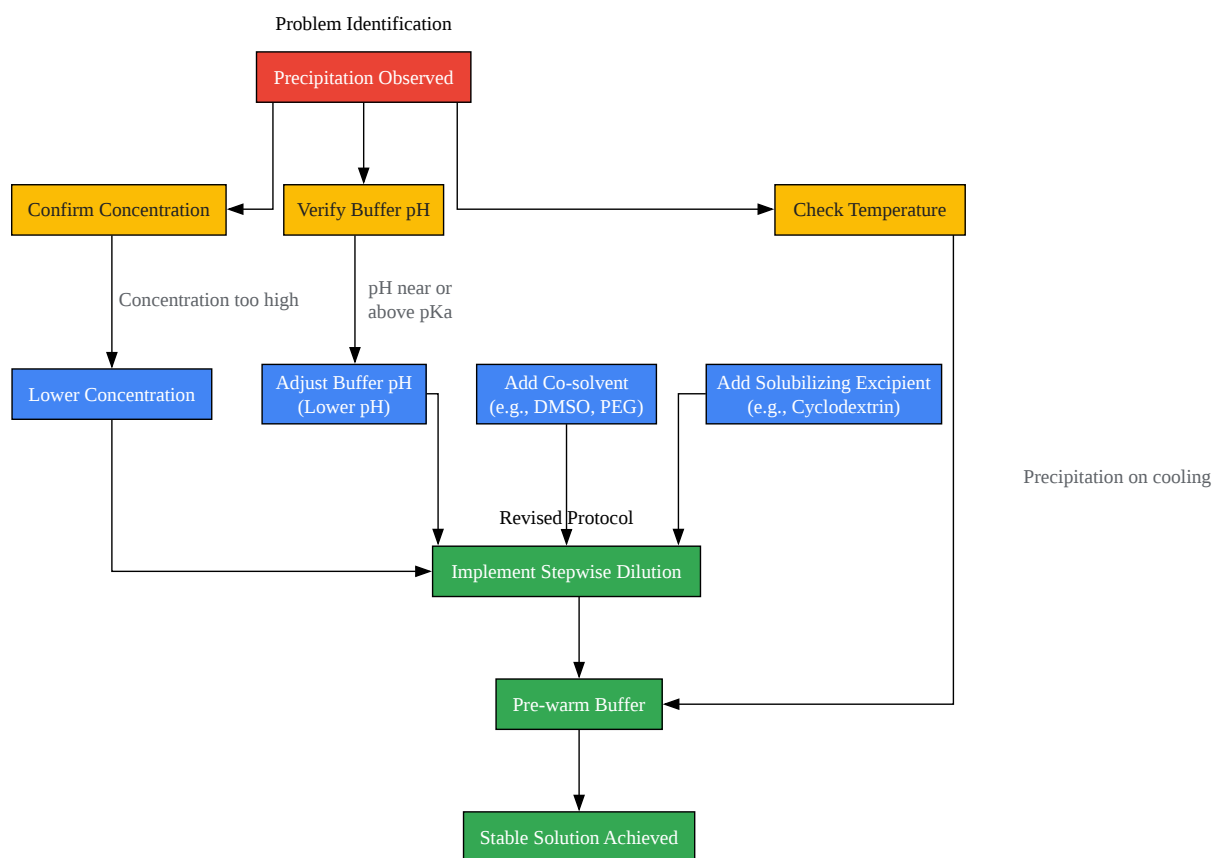 Problem Identification
Precipitation Observed
Confirm Concentration
Verify Buffer pH
Check Temperature
Concentration too high
pH near or
above pKa
Lower Concentration
Adjust Buffer pH
(Lower pH)
Add Co-solvent
(e.g., DMSO, PEG)
Add Solubilizing Excipient
(e.g., Cyclodextrin)
Precipitation on cooling
Revised Protocol
Implement Stepwise Dilution
Pre-warm Buffer
Stable Solution Achieved